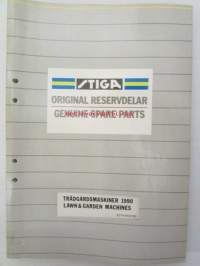 STIGA
ORIGINAL RESERVDELAR
GENUINE SPARE PARTS
TRÄDGÅRDSMASKINER 1990
LAWN & GARDEN MACHINES